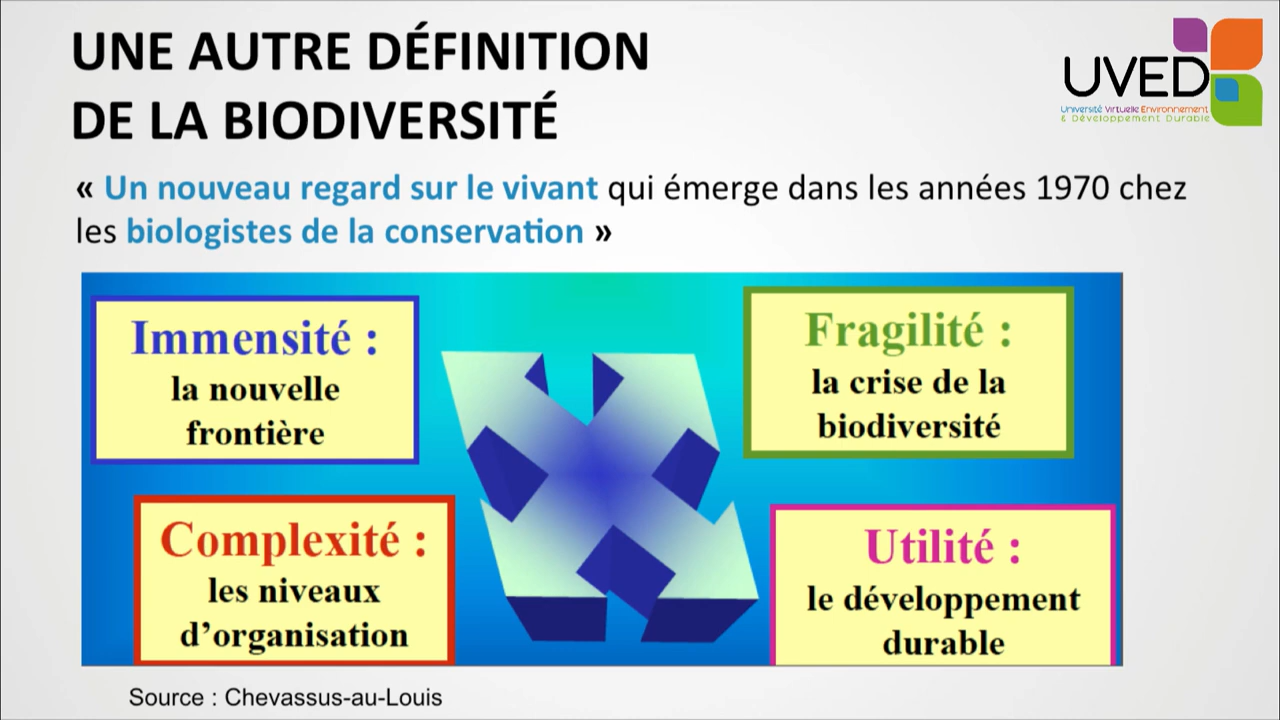 UNE AUTRE DÉFINITION
DE LA BIODIVERSITÉ
UVED
Université Virtuelle Environnement
& Développement Durable
« Un nouveau regard sur le vivant qui émerge dans les années 1970 chez
les biologistes de la conservation »
Immensité :
la nouvelle
frontière
Fragilité :
la crise de la
biodiversité
Complexité :
les niveaux
d’organisation
Utilité :
le développement
durable
Source : Chevassus-au-Louis